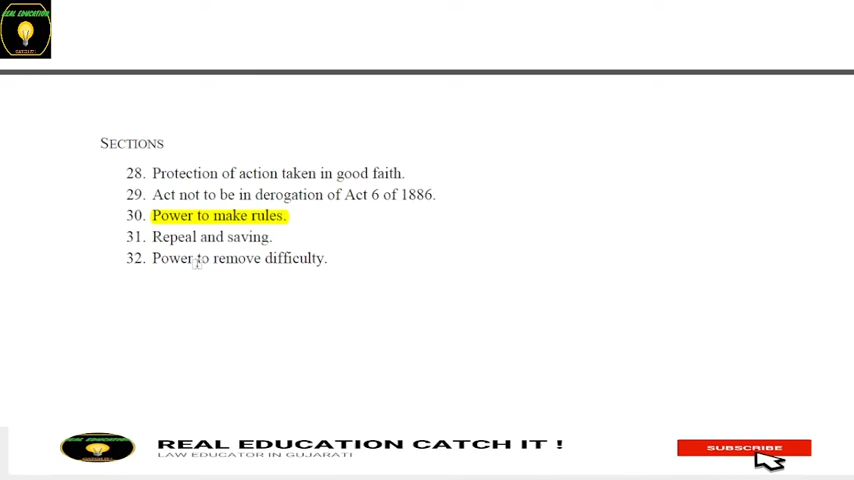 REAL EDUCATION
SECTIONS
28. Protection of action taken in good faith.
29. Act not to be in derogation of Act 6 of 1886.
30. Power to make rules.
31. Repeal and saving.
32. Power to remove difficulty.
REAL EDUCATION CATCH IT !
LAW EDUCATOR IN GUJARATI
SUBSCRIBE